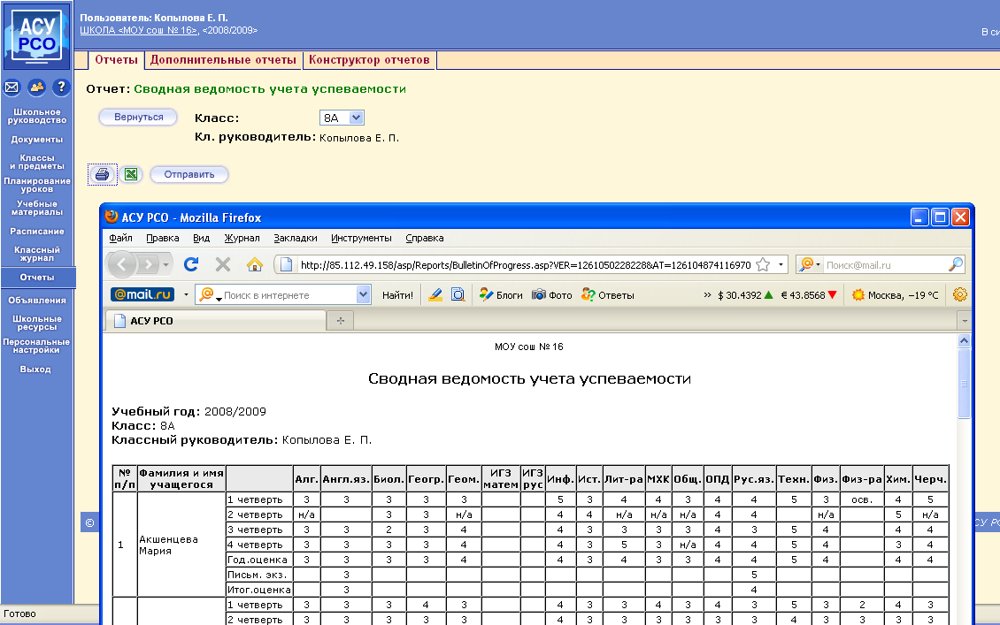 АСУ
РСО
Пользователь: Копылова Е. П.
ШКОЛА <МОУ сош № 16>, <2008/2009>
В си
Отчеты
Дополнительные отчеты
Конструктор отчетов
?
Школьное
руководство
Документы
Классы
и предметы
Планирование
уроков
Учебные
материалы
Расписание
Классный
журнал
Отчеты
Объявления
Школьные
ресурсы
Персональные
настройки
Выход
Отчет: Сводная ведомость учета успеваемости
Вернуться
Класс: 8А
Кл. руководитель: Копылова Е. П.
Отправить
АСУ РСО - Mozilla Firefox
Файл Правка Вид Журнал Закладки Инструменты Справка
http://85.112.49.158/asp/Reports/BulletinOfProgress.asp?VER=1261050228228&AT=126104874116970
Поиск@mail.ru
@mail.ru Поиск в интернете Найти! Блоги Фото Ответы » $ 30.4392 € 43.8568 Москва, −19 °C
АСУ РСО
МОУ сош № 16
Сводная ведомость учета успеваемости
Учебный год: 2008/2009
Класс: 8А
Классный руководитель: Копылова Е. П.
№ п/п Фамилия и имя учащегося Алг. Англ.яз. Биол. Геогр. Геом. ИГЗ матем ИГЗ рус Инф. Ист. Лит-ра МХК Общ. ОПД Рус.яз. Техн. Физ. Физ-ра Хим. Черч.
1 Акшенцева Мария
1 четверть 3 3 3 3 3 5 3 4 4 3 4 4 5 3 осв. 4 5
2 четверть н/а 3 3 н/а 4 4 н/а н/а н/а 4 4 н/а 5 н/а
3 четверть 3 3 2 3 4 4 3 3 3 3 4 3 5 4 4 4
4 четверть 3 3 3 3 4 4 3 5 3 н/а 4 4 5 4 3 4
Год.оценка 3 3 3 3 4 4 3 4 3 3 4 4 5 4 4 4
Письм. экз. 3 5
Итог.оценка 3 4
1 четверть 3 3 3 4 3 4 3 3 4 3 4 3 5 3 2 4 3
2 четверть 3 3 3 3 3 4 3 3 3 3 4 3 4 3 3 3 3
©
СУ РС
Готово